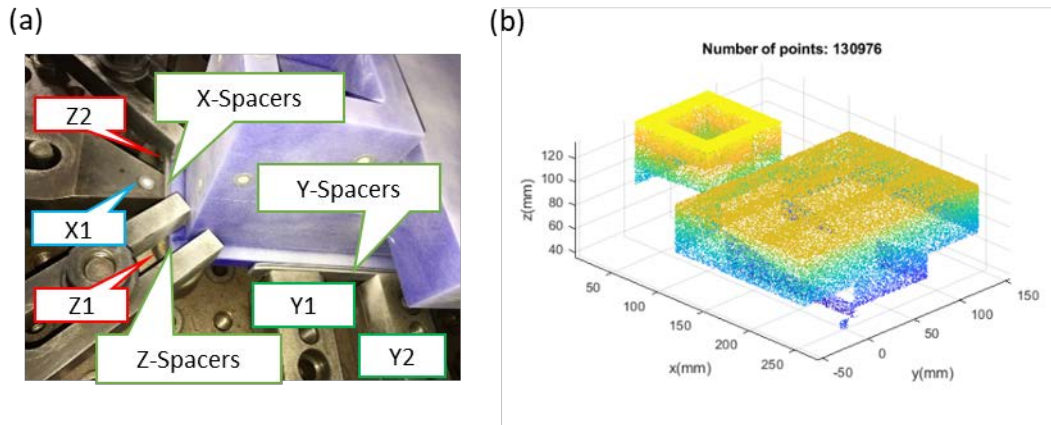 (a)
Z2
X-Spacers
Y-Spacers
X1
Z1
Y1
Z-Spacers
Y2
(b)
Number of points: 130976
z(mm)
120
100
80
60
40
50
100
150
200
250
x(mm)
-50
0
50
100
150
y(mm)